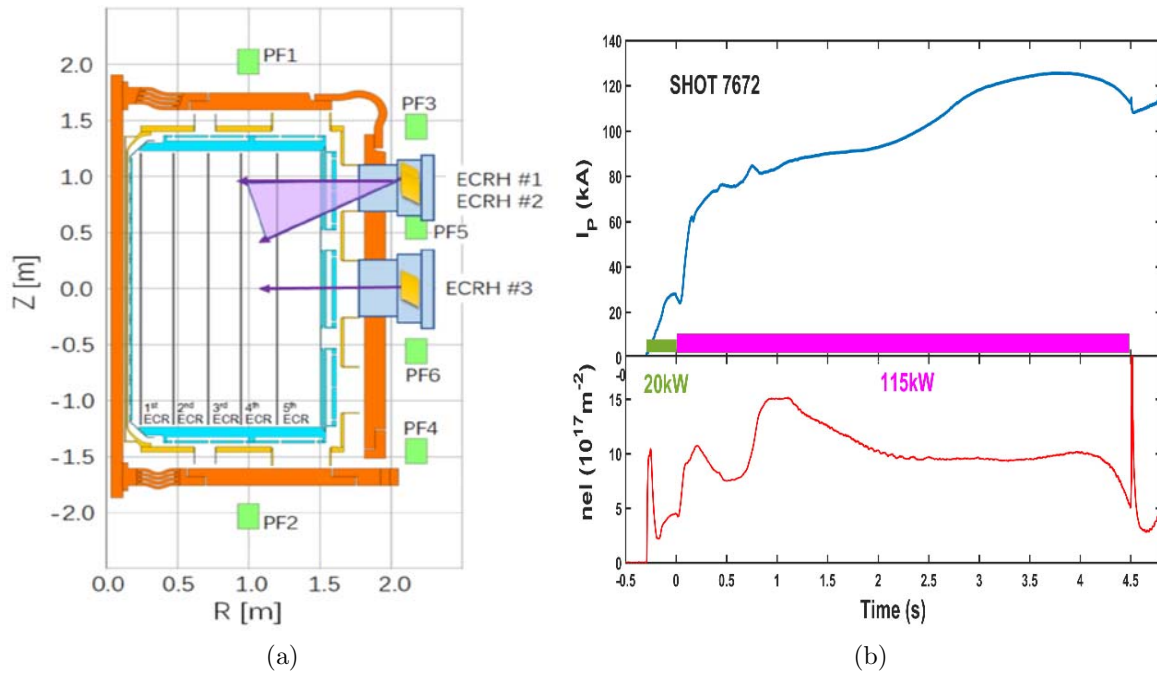 2.0
1.5
1.0
0.5
0.0
-0.5
-1.0
-1.5
-2.0
Z [m]
0.0 0.5 1.0 1.5 2.0
R [m]
PF1
PF3
ECRH #1
ECRH #2
PF5
ECRH #3
PF6
PF4
PF2
1st 2nd 3rd 4th 5th
ECR ECR ECR ECR ECR
(a)
b)
140
120
100
80
60
40
20
0
IP (kA)
SHOT 7672
-0
20kW
115kW
15
10
5
0
nel (10^17 m^-2)
-0.5 0 0.5 1 1.5 2 2.5 3 3.5 4 4.5
Time (s)
(b)